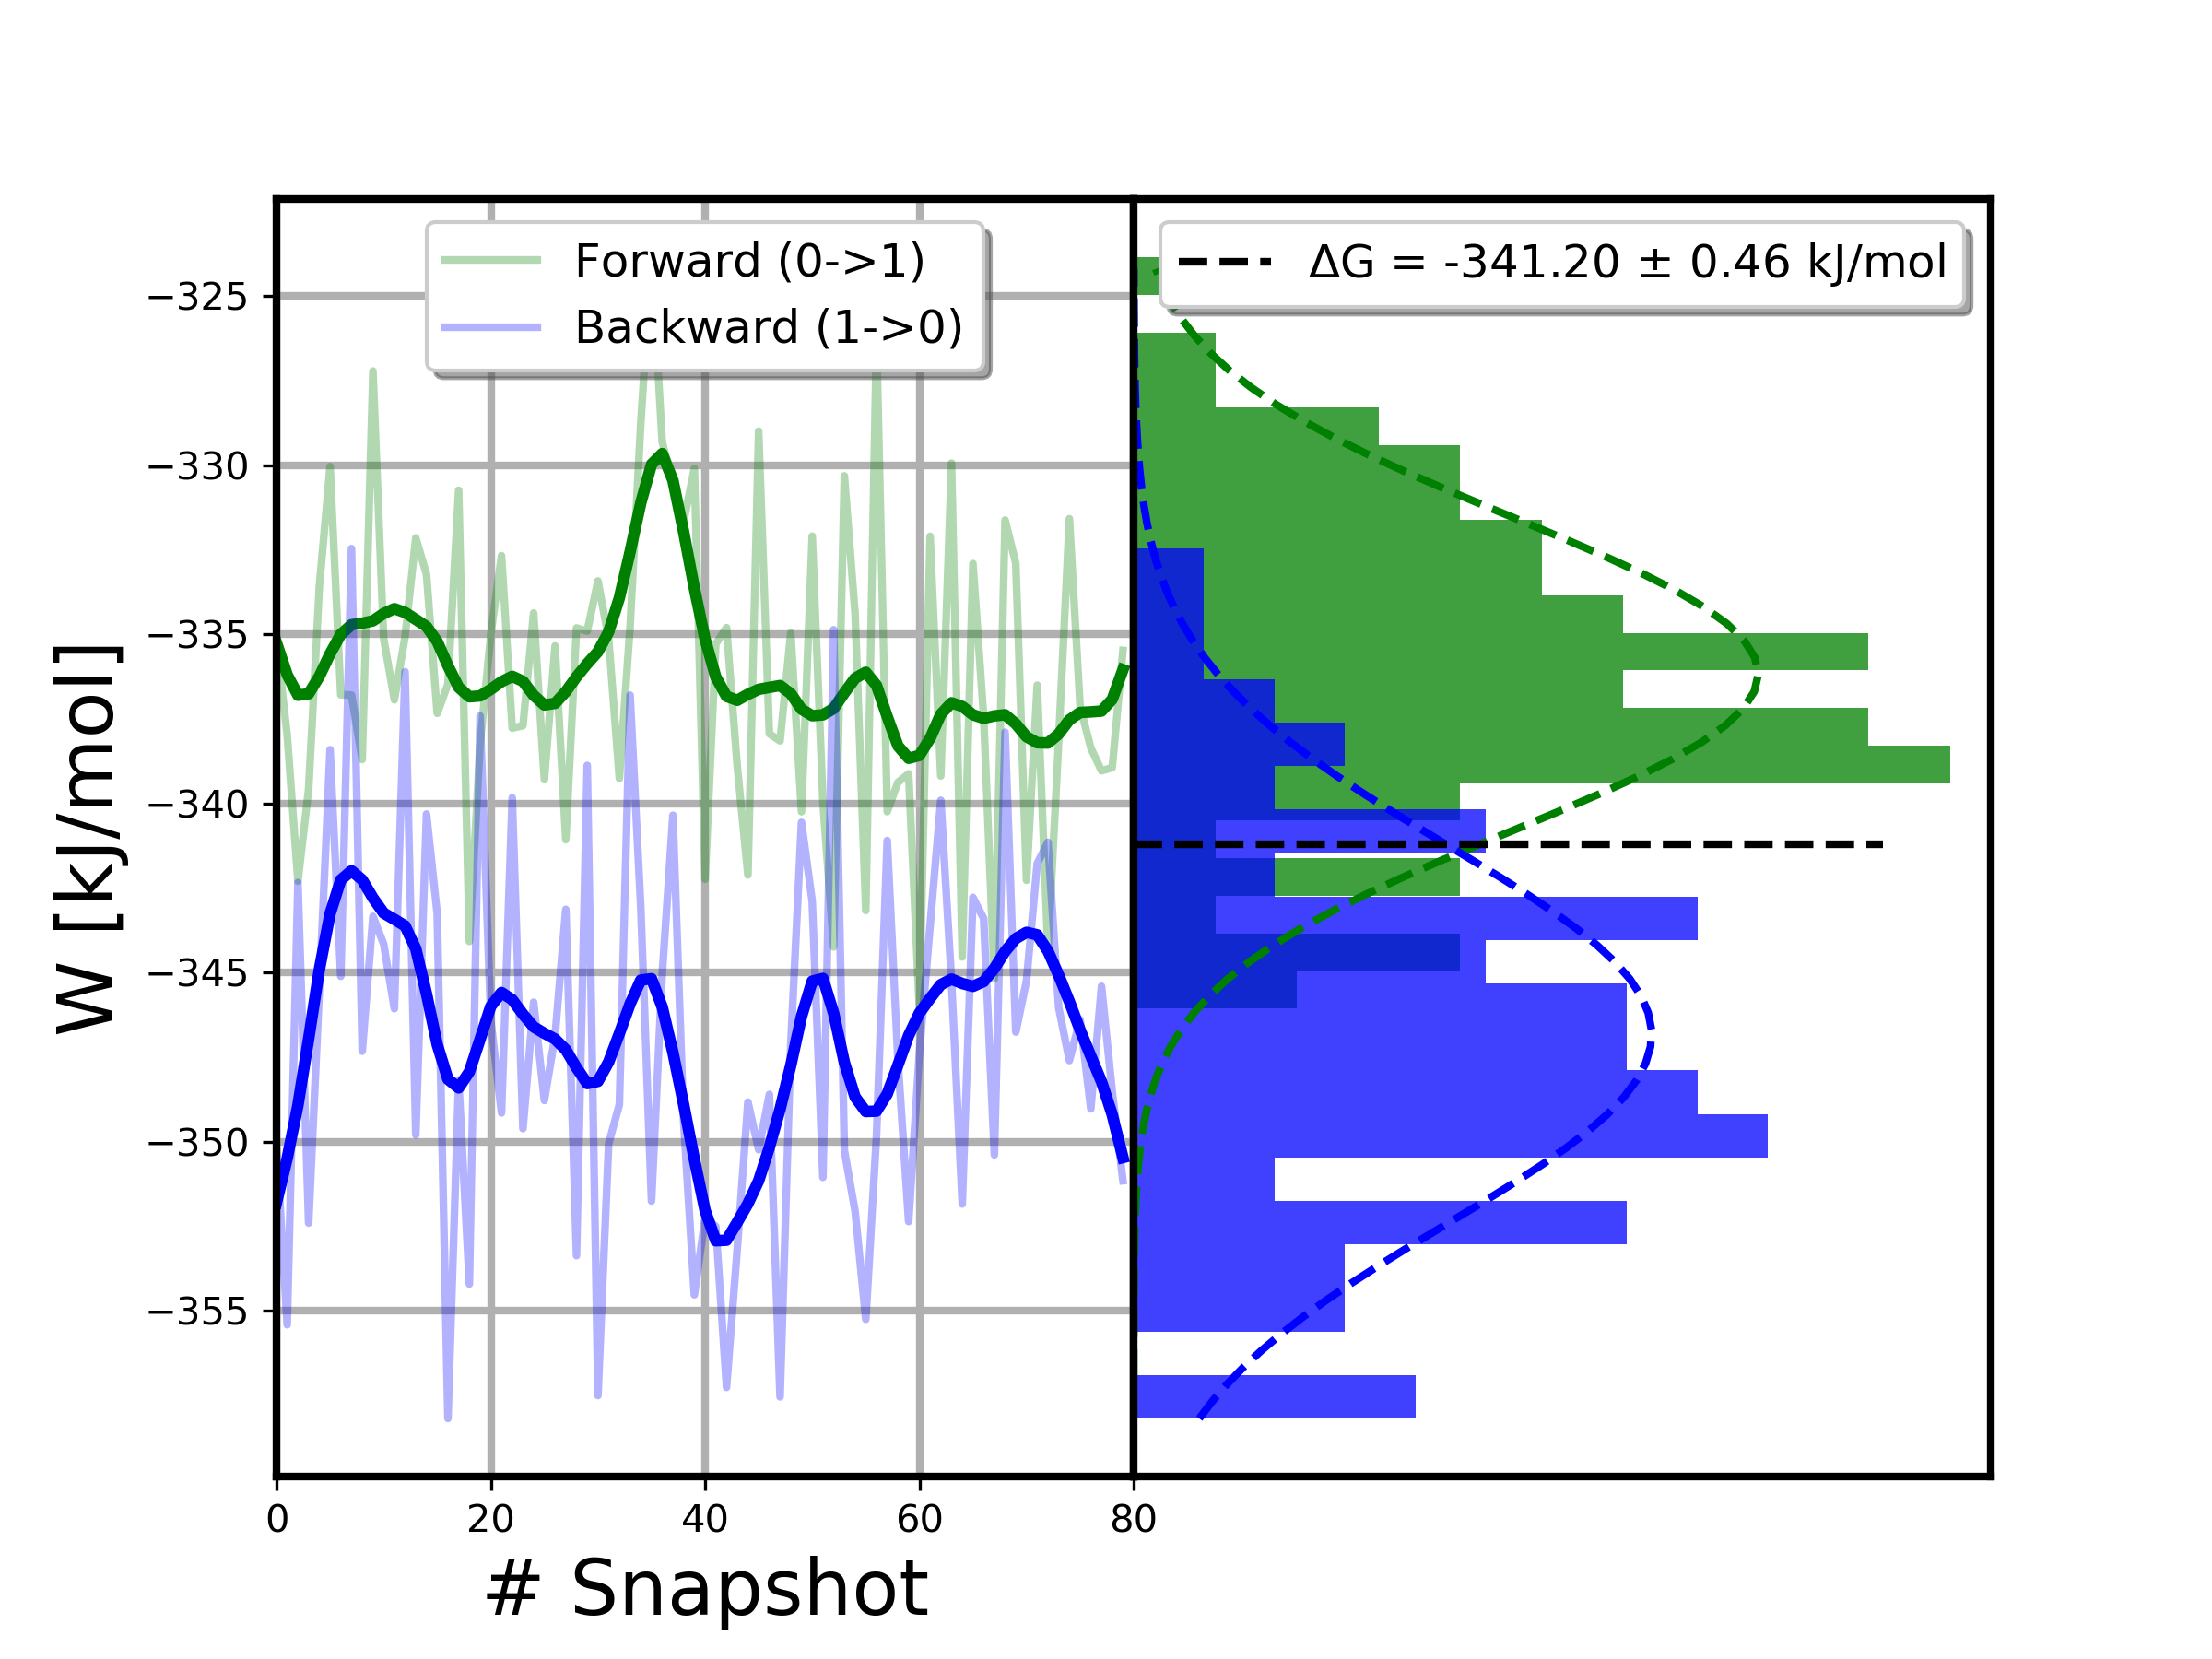 Forward (0->1)
Backward (1->0)
ΔG = -341.20 ± 0.46 kJ/mol
W [kJ/mol]
−325
−330
−335
−340
−345
−350
−355
0 20 40 60 80
# Snapshot